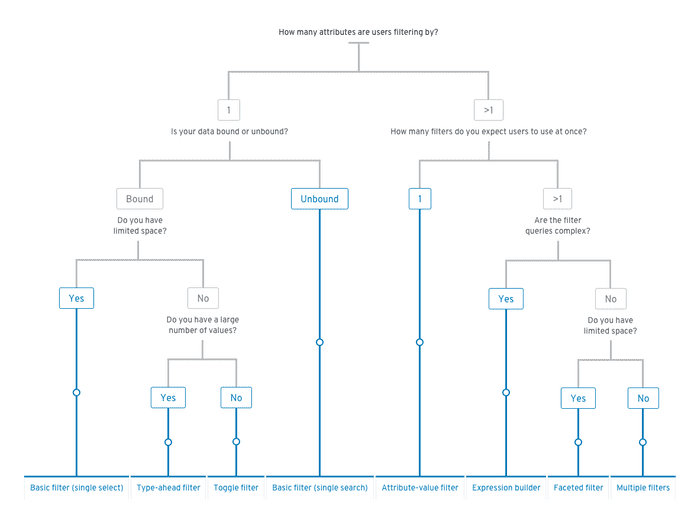 How many attributes are users filtering by?
1
>1
Is your data bound or unbound?
How many filters do you expect users to use at once?
Bound
Unbound
1
>1
Do you have
limited space?
Are the filter
queries complex?
Yes
No
Yes
No
Do you have a large
number of values?
Do you have
limited space?
Yes
No
Yes
No
Basic filter (single select)
Type-ahead filter
Toggle filter
Basic filter (single search)
Attribute-value filter
Expression builder
Faceted filter
Multiple filters